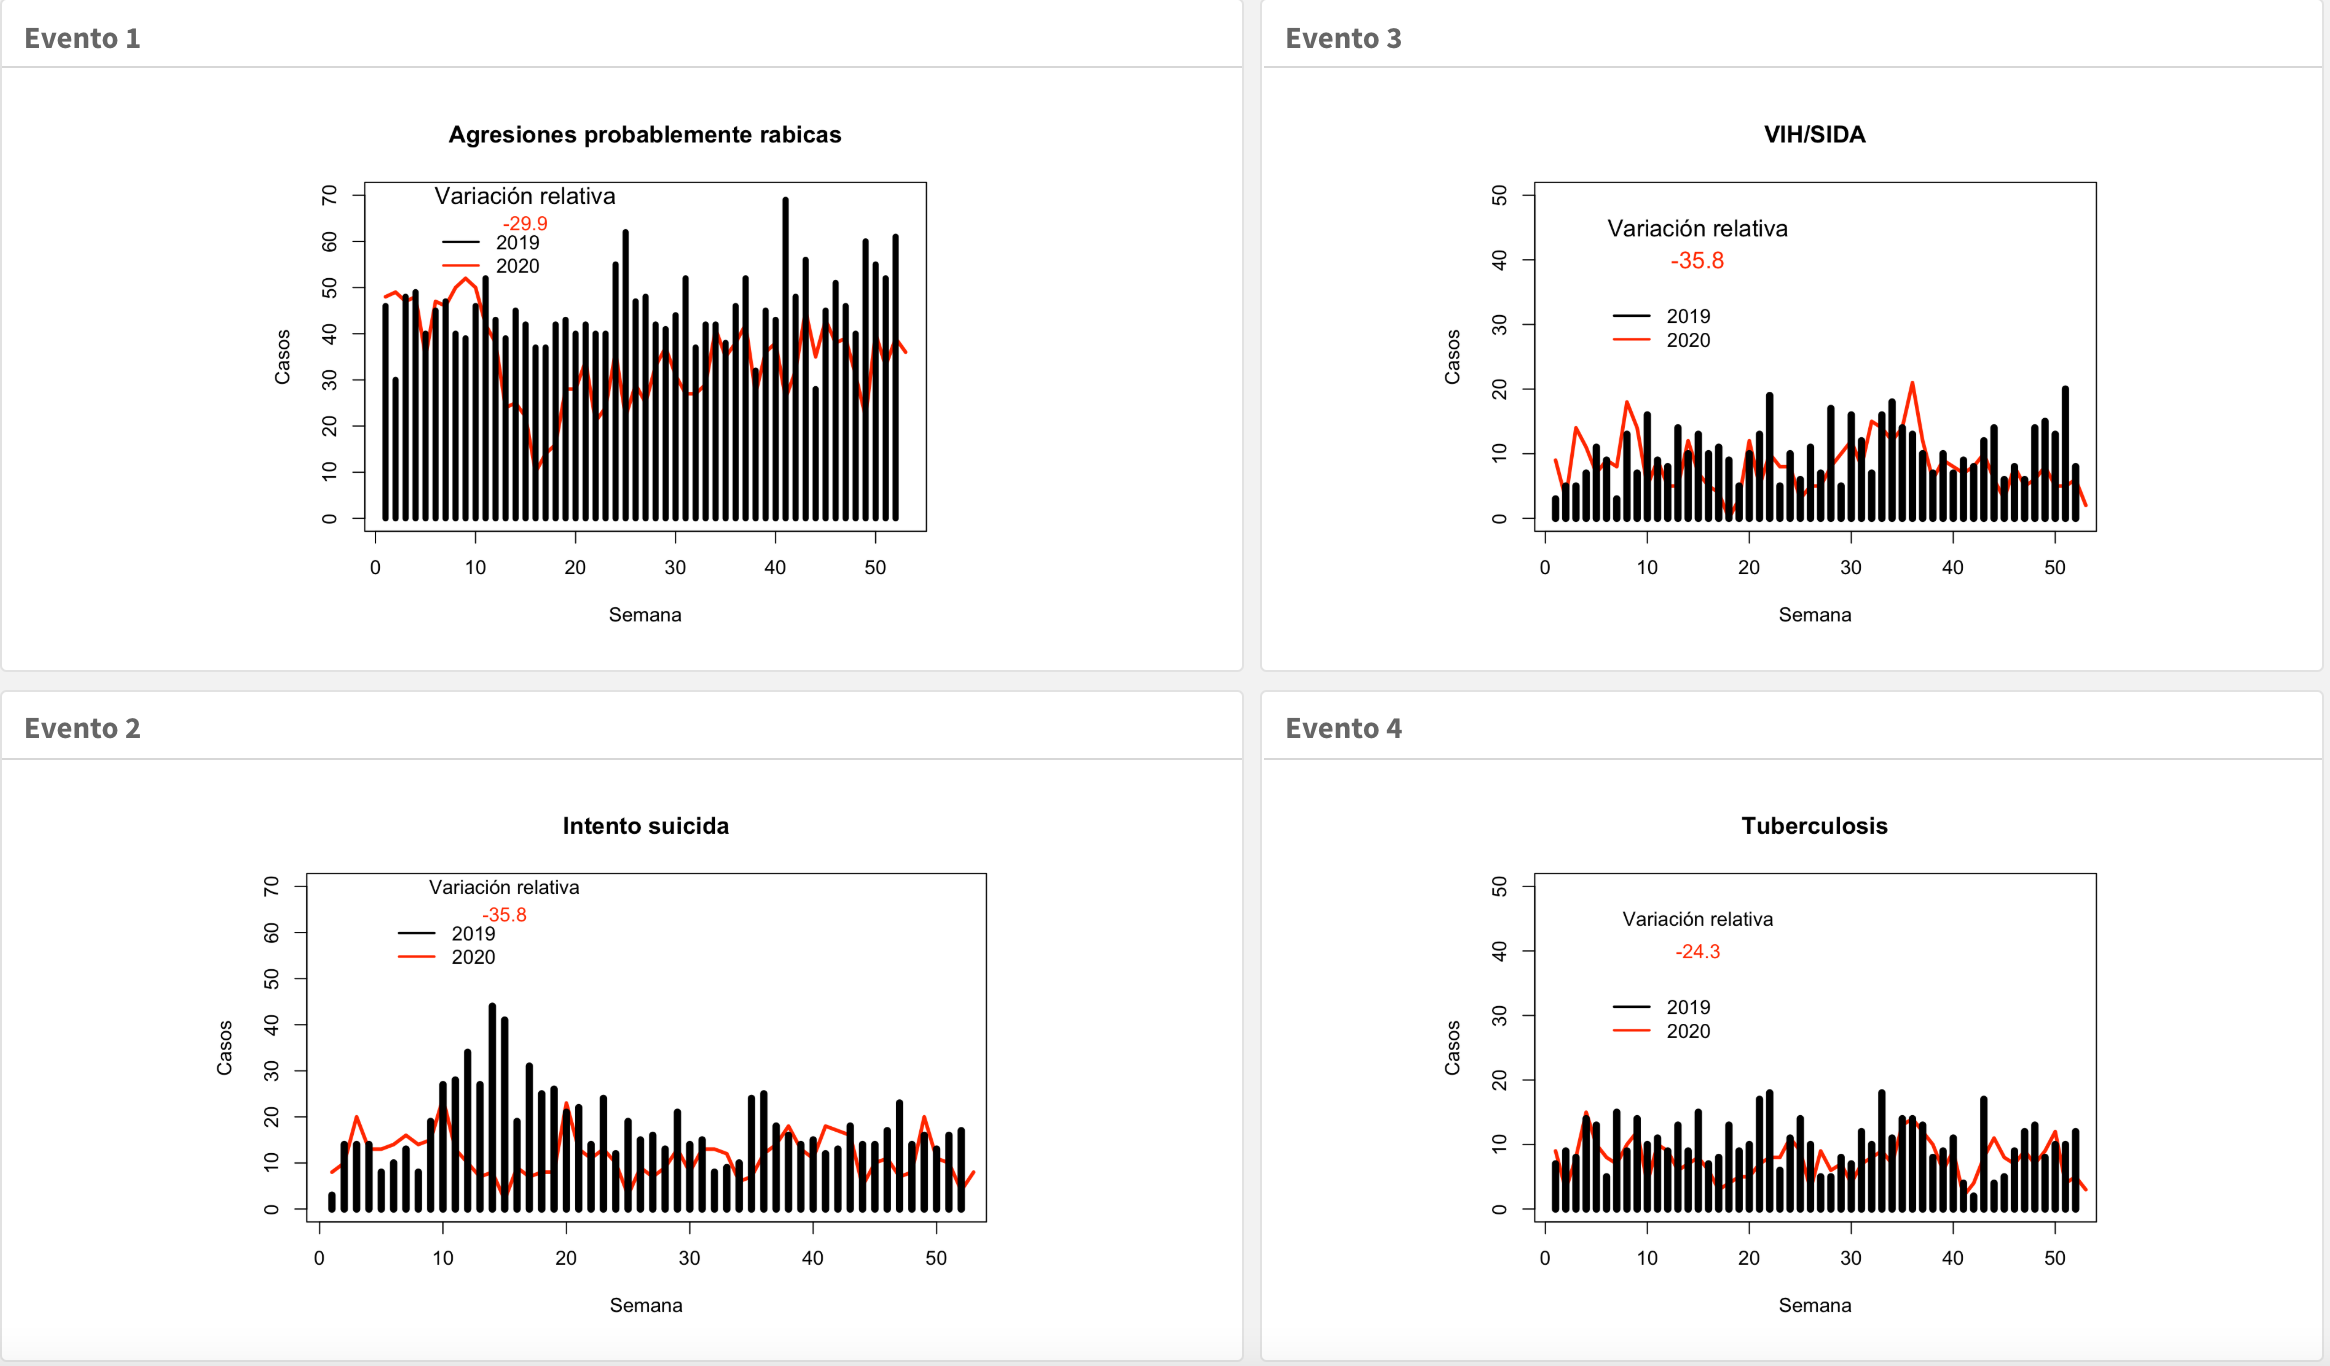 Evento 1
Agresiones probablemente rabicas
Variación relativa
-29.9
2019
2020
70
60
50
40
30
20
10
0
Casos
0 10 20 30 40 50
Semana
Evento 3
VIH/SIDA
Variación relativa
-35.8
2019
2020
50
40
30
20
10
0
Casos
0 10 20 30 40 50
Semana
Evento 2
Intento suicida
Variación relativa
-35.8
2019
2020
70
60
50
40
30
20
10
0
Casos
0 10 20 30 40 50
Semana
Evento 4
Tuberculosis
Variación relativa
-24.3
2019
2020
50
40
30
20
10
0
Casos
0 10 20 30 40 50
Semana